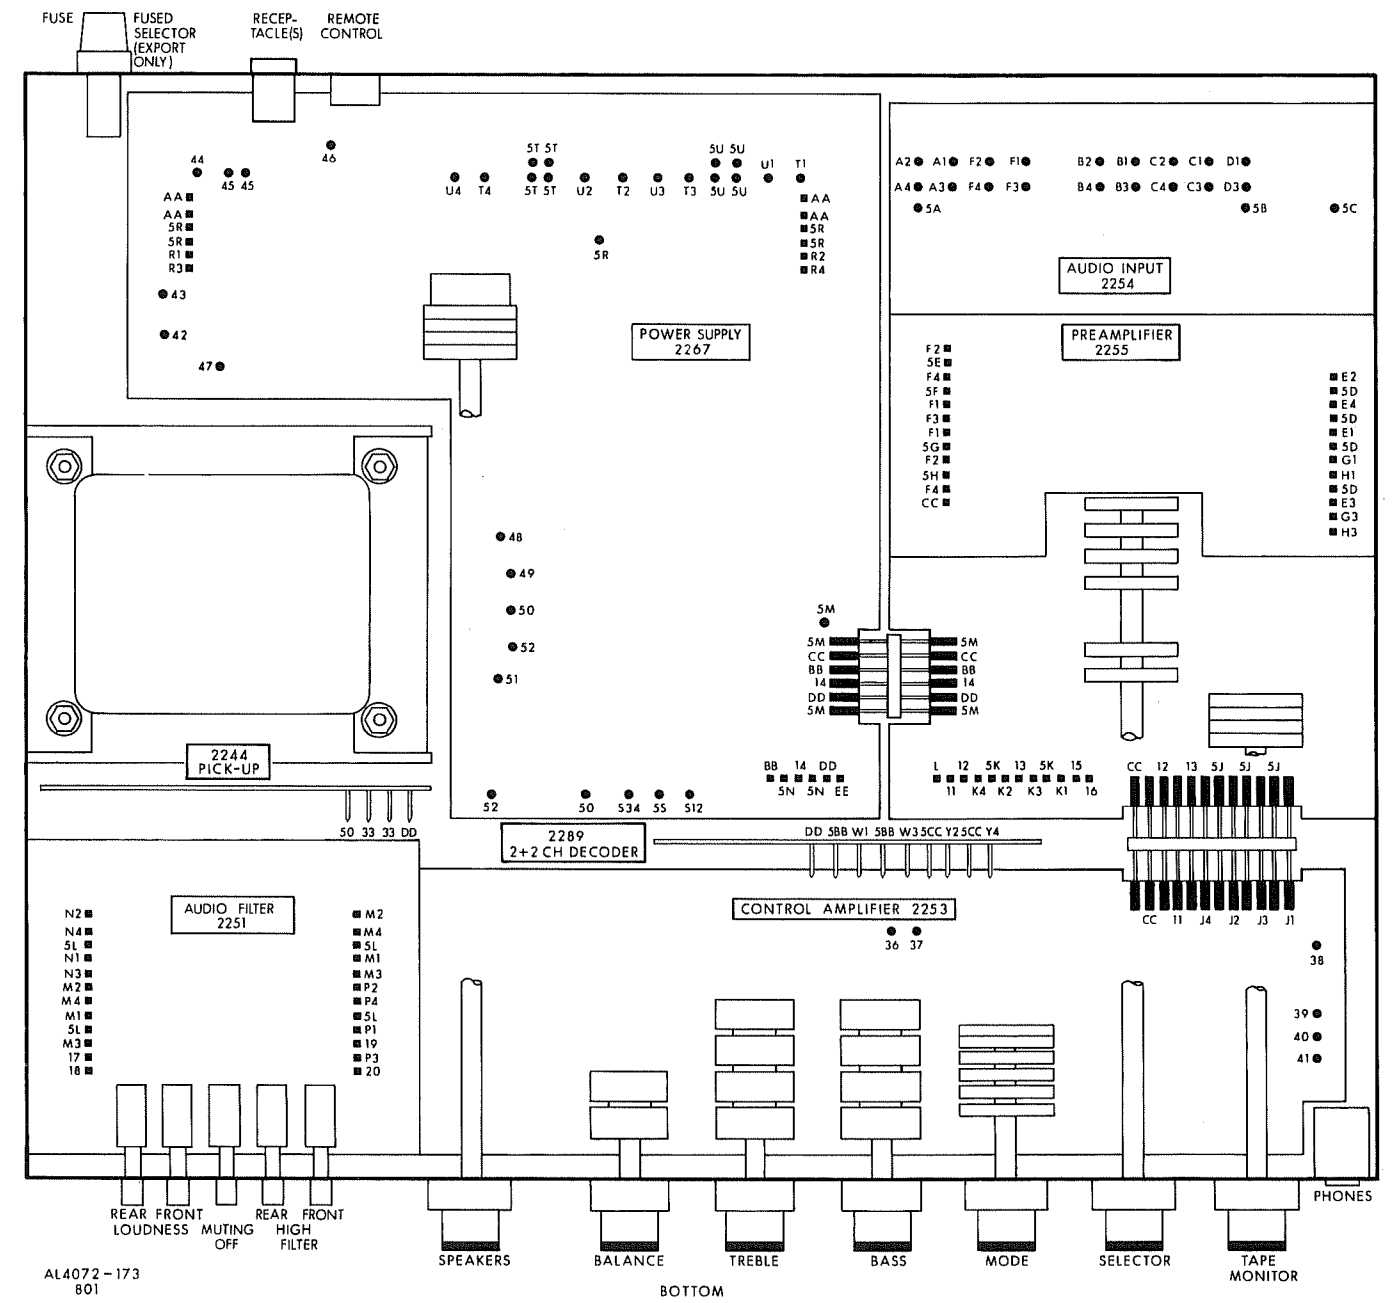 FUSE
FUSED
SELECTOR
(EXPORT
ONLY)
RECEP-
TACLE(S)
REMOTE
CONTROL
44
45 45
46
AA
AA
5R
5R
R1
R3
43
42
47
5T 5T
5U 5U
U1 T1
U4 T4 5T 5T U2 T2 U3 T3 5U 5U
5R
AA
AA
5R
5R
R2
R4
POWER SUPPLY
2267
A2 A1 F2 F1 B2 B1 C2 C1 D1
A4 A3 F4 F3 B4 B3 C4 C3 D3
5A 5B 5C
AUDIO INPUT
2254
PREAMPLIFIER
2255
F2
5E
F4
5F
F1
F3
F1
5G
F2
5H
F4
CC
E2
5D
E4
5D
E1
5D
G1
H1
5D
E3
G3
H3
48
49
50
52
51
5M
5M 5M
CC CC
BB BB
14 14
DD DD
5M 5M
2244
PICK-UP
50 33 33 DD
BB 14 DD
5N 5N EE
L 12 5K 13 5K 15
11 K4 K2 K3 K1 16
CC 12 13 5J 5J 5J
52 50 534 5S 512
2289
2+2 CH DECODER
DD 5BB W1 5BB W3 5CC Y2 5CC Y4
CC 11 J4 J2 J3 J1
AUDIO FILTER
2251
CONTROL AMPLIFIER 2253
36 37
38
39
40
41
N2
N4
5L
N1
N3
M2
M4
M1
5L
M3
17
18
M2
M4
5L
M1
M3
P2
P4
5L
P1
19
P3
20
REAR FRONT
LOUDNESS
MUTING
OFF
REAR FRONT
HIGH
FILTER
SPEAKERS
BALANCE
TREBLE
BASS
MODE
SELECTOR
TAPE
MONITOR
PHONES
AL4072-173
801
BOTTOM